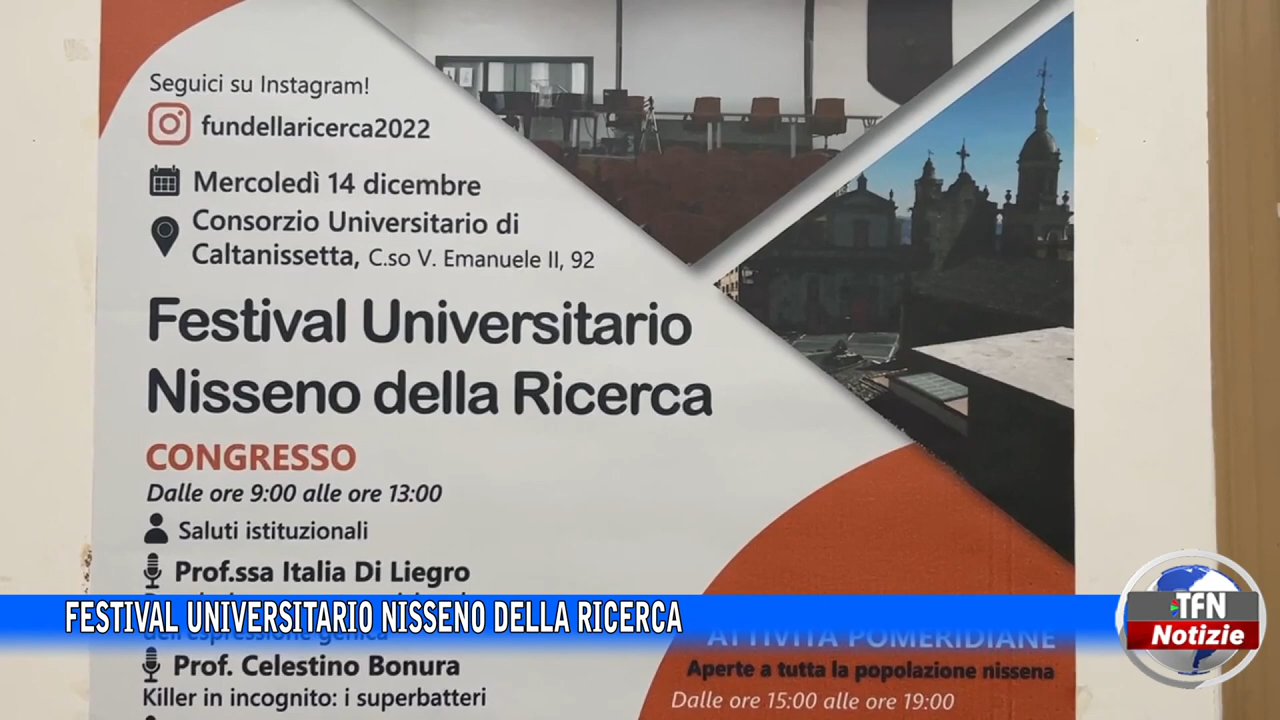 Seguici su Instagram!
fundellaricerca2022
Mercoledì 14 dicembre
Consorzio Universitario di
Caltanissetta, C.so V. Emanuele II, 92
Festival Universitario
Nisseno della Ricerca
CONGRESSO
Dalle ore 9:00 alle ore 13:00
Saluti istituzionali
Prof.ssa Italia Di Liegro
dell'espressione genica
Prof. Celestino Bonura
Killer in incognito: i superbatteri
ATTIVITÀ POMERIDIANE
Aperte a tutta la popolazione nissena
Dalle ore 15:00 alle ore 19:00
FESTIVAL UNIVERSITARIO NISSENO DELLA RICERCA
TFN
Notizie